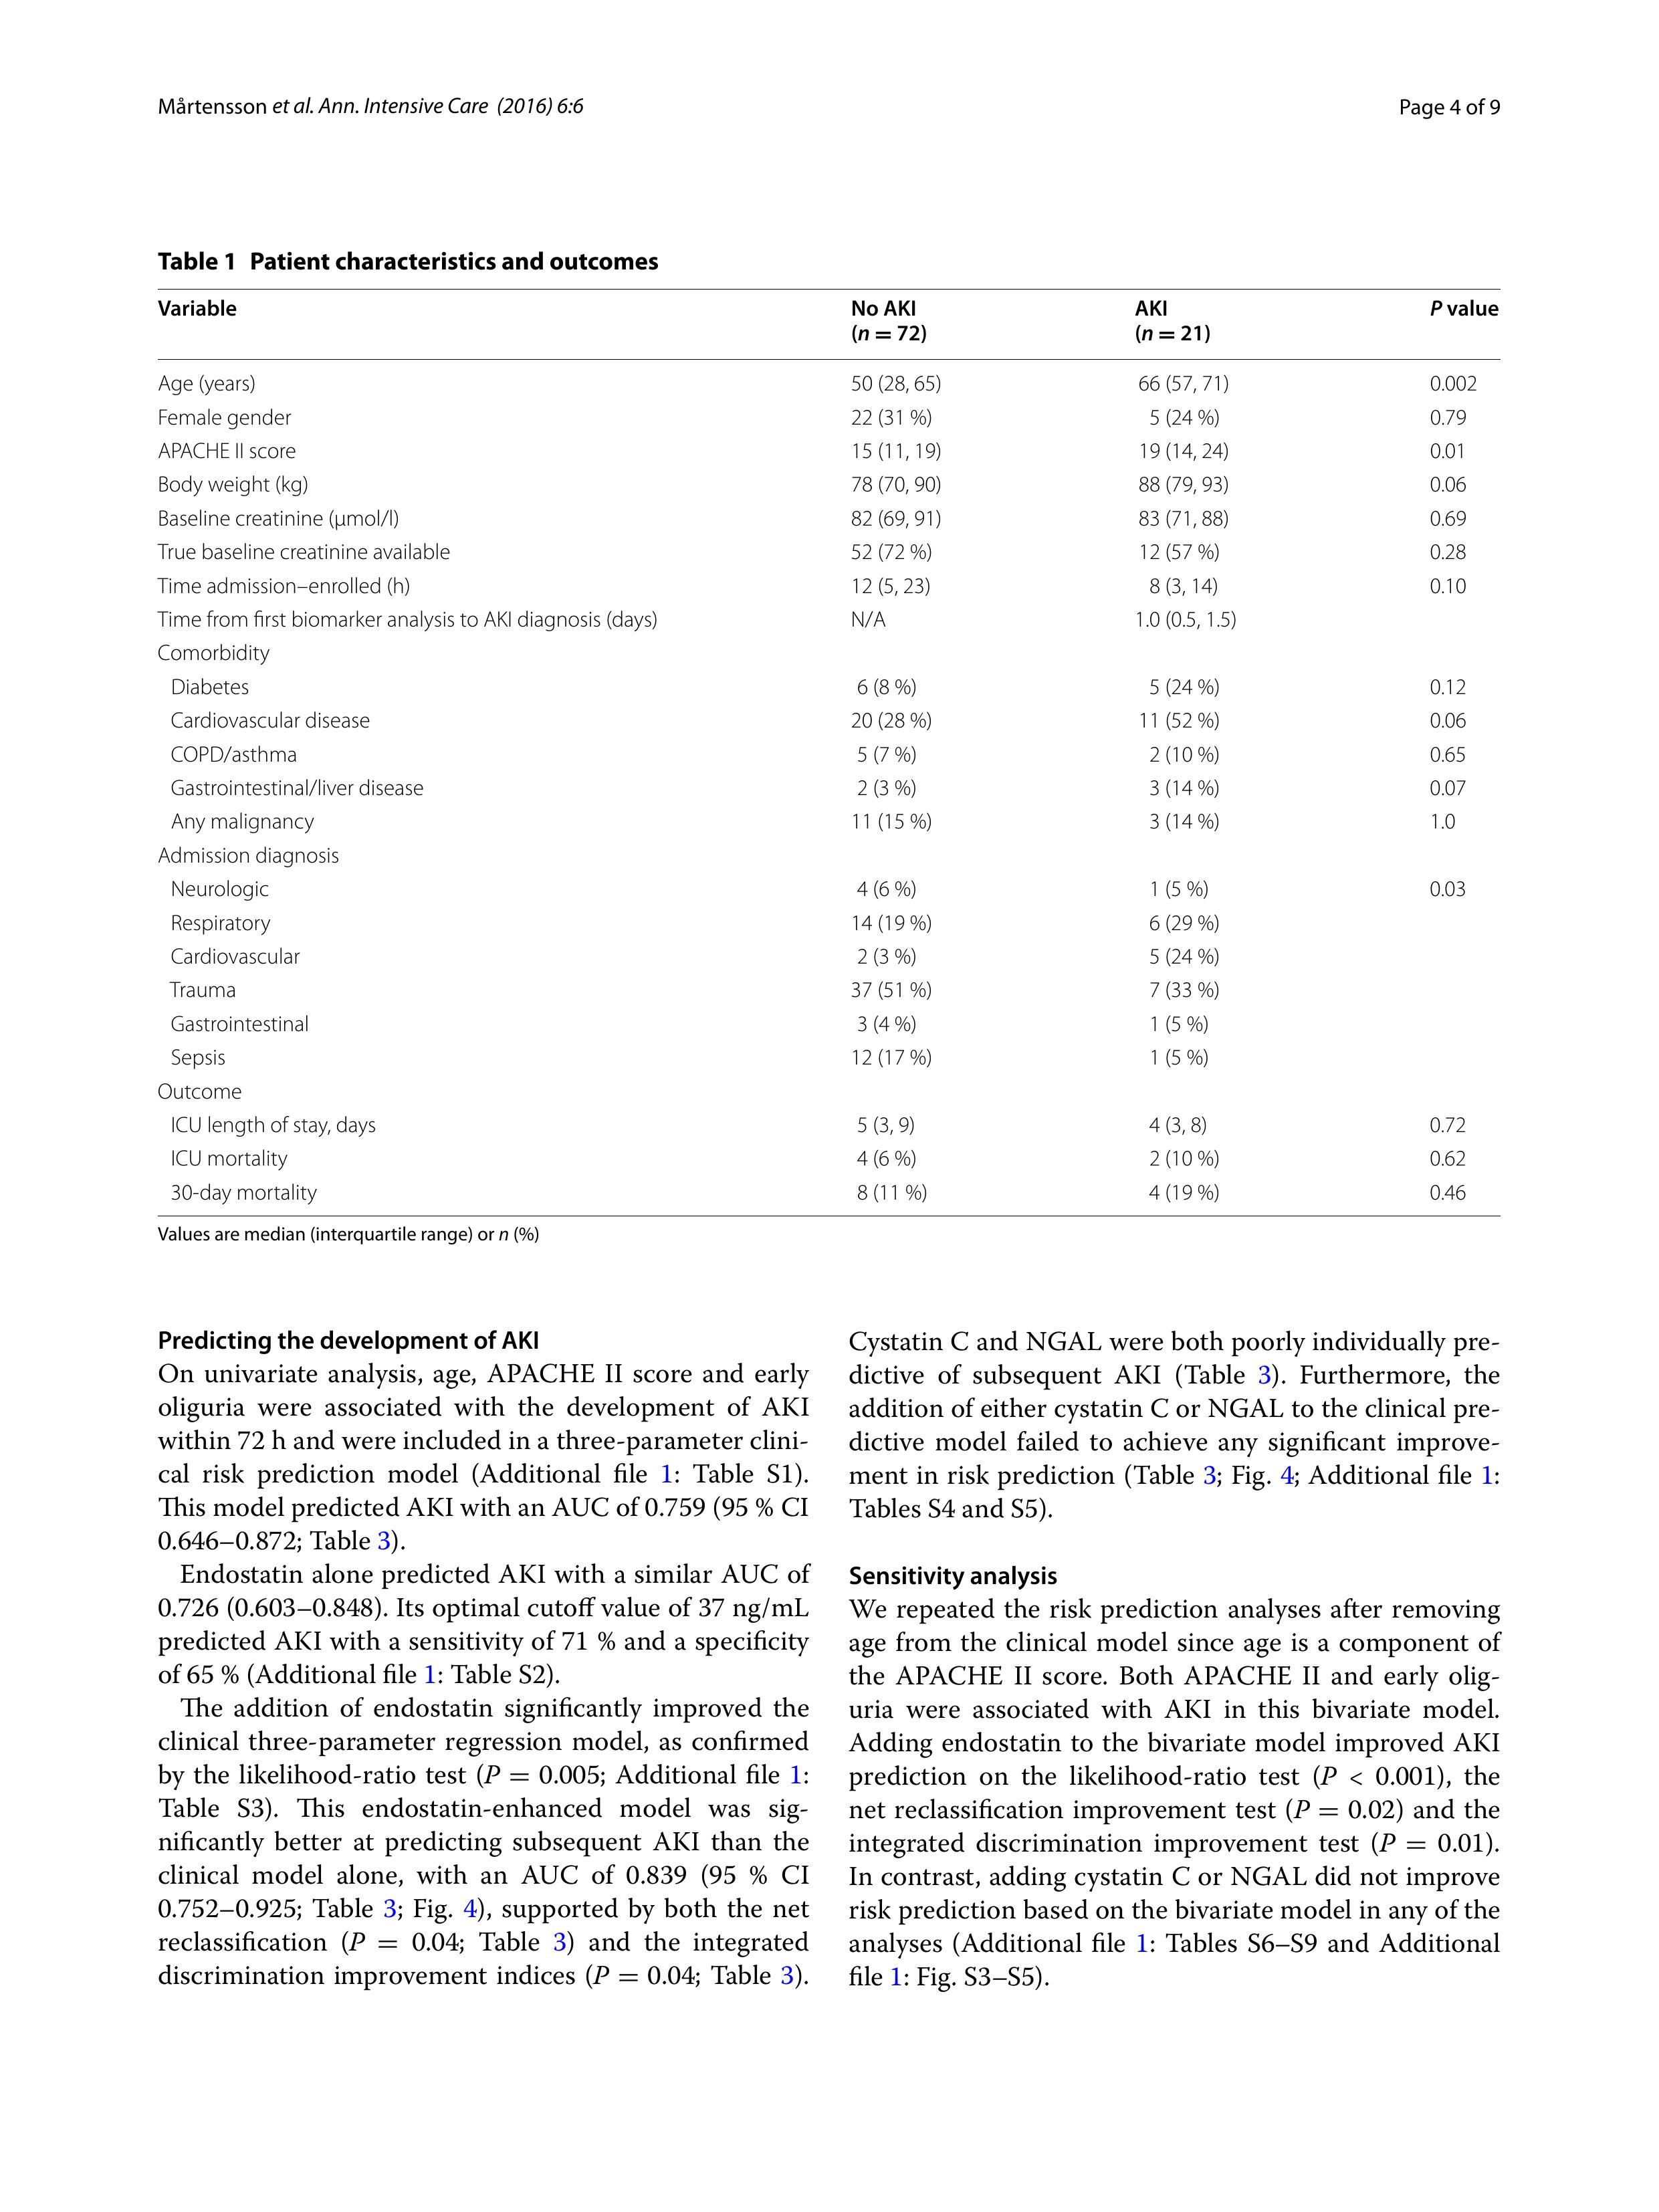 Mårtensson et al. Ann. Intensive Care (2016) 6:6 Page 4 of 9
Table 1 Patient characteristics and outcomes
Variable No AKI AKI P value
(n = 72) (n = 21)
Age (years) 50 (28, 65) 66 (57, 71) 0.002
Female gender 22 (31 %) 5 (24 %) 0.79
APACHE II score 15 (11, 19) 19 (14, 24) 0.01
Body weight (kg) 78 (70, 90) 88 (79, 93) 0.06
Baseline creatinine (μmol/l) 82 (69, 91) 83 (71, 88) 0.69
True baseline creatinine available 52 (72 %) 12 (57 %) 0.28
Time admission–enrolled (h) 12 (5, 23) 8 (3, 14) 0.10
Time from first biomarker analysis to AKI diagnosis (days) N/A 1.0 (0.5, 1.5)
Comorbidity
Diabetes 6 (8 %) 5 (24 %) 0.12
Cardiovascular disease 20 (28 %) 11 (52 %) 0.06
COPD/asthma 5 (7 %) 2 (10 %) 0.65
Gastrointestinal/liver disease 2 (3 %) 3 (14 %) 0.07
Any malignancy 11 (15 %) 3 (14 %) 1.0
Admission diagnosis
Neurologic 4 (6 %) 1 (5 %) 0.03
Respiratory 14 (19 %) 6 (29 %)
Cardiovascular 2 (3 %) 5 (24 %)
Trauma 37 (51 %) 7 (33 %)
Gastrointestinal 3 (4 %) 1 (5 %)
Sepsis 12 (17 %) 1 (5 %)
Outcome
ICU length of stay, days 5 (3, 9) 4 (3, 8) 0.72
ICU mortality 4 (6 %) 2 (10 %) 0.62
30-day mortality 8 (11 %) 4 (19 %) 0.46
Values are median (interquartile range) or n (%)
Predicting the development of AKI
On univariate analysis, age, APACHE II score and early
oliguria were associated with the development of AKI
within 72 h and were included in a three-parameter clini-
cal risk prediction model (Additional file 1: Table S1).
This model predicted AKI with an AUC of 0.759 (95 % CI
0.646–0.872; Table 3).
Endostatin alone predicted AKI with a similar AUC of
0.726 (0.603–0.848). Its optimal cutoff value of 37 ng/mL
predicted AKI with a sensitivity of 71 % and a specificity
of 65 % (Additional file 1: Table S2).
The addition of endostatin significantly improved the
clinical three-parameter regression model, as confirmed
by the likelihood-ratio test (P = 0.005; Additional file 1:
Table S3). This endostatin-enhanced model was sig-
nificantly better at predicting subsequent AKI than the
clinical model alone, with an AUC of 0.839 (95 % CI
0.752–0.925; Table 3; Fig. 4), supported by both the net
reclassification (P = 0.04; Table 3) and the integrated
discrimination improvement indices (P = 0.04; Table 3).
Cystatin C and NGAL were both poorly individually pre-
dictive of subsequent AKI (Table 3). Furthermore, the
addition of either cystatin C or NGAL to the clinical pre-
dictive model failed to achieve any significant improve-
ment in risk prediction (Table 3; Fig. 4; Additional file 1:
Tables S4 and S5).
Sensitivity analysis
We repeated the risk prediction analyses after removing
age from the clinical model since age is a component of
the APACHE II score. Both APACHE II and early olig-
uria were associated with AKI in this bivariate model.
Adding endostatin to the bivariate model improved AKI
prediction on the likelihood-ratio test (P < 0.001), the
net reclassification improvement test (P = 0.02) and the
integrated discrimination improvement test (P = 0.01).
In contrast, adding cystatin C or NGAL did not improve
risk prediction based on the bivariate model in any of the
analyses (Additional file 1: Tables S6–S9 and Additional
file 1: Fig. S3–S5).